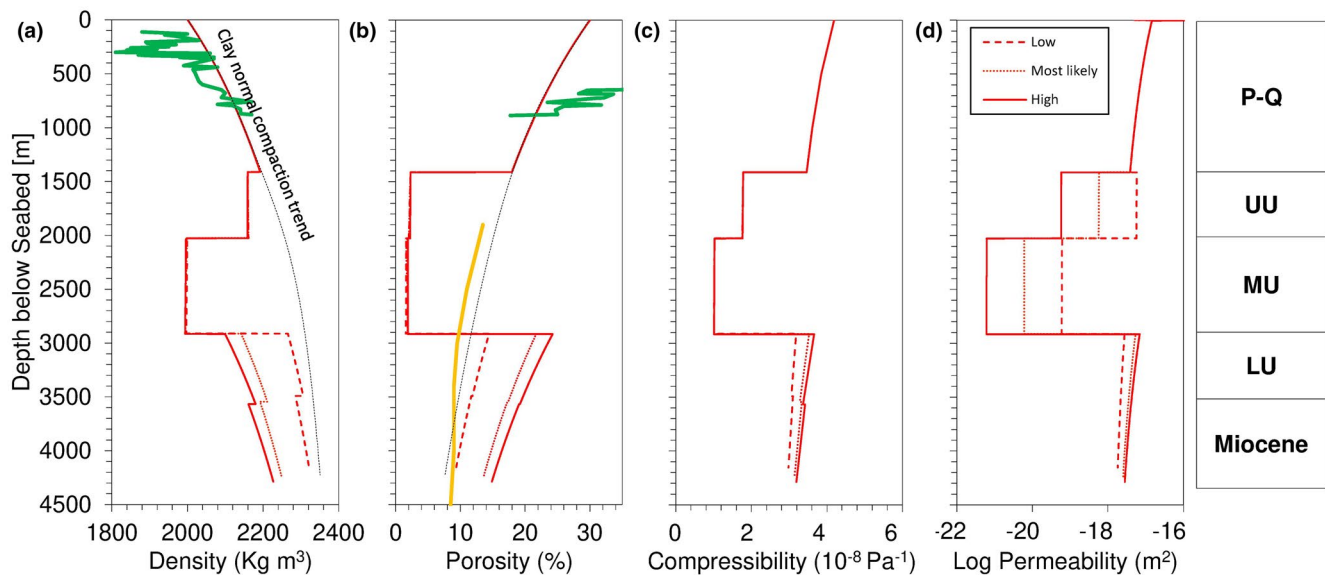 (a)
(b)
(c)
(d)
Depth below Seabed [m]
0
500
1000
1500
2000
2500
3000
3500
4000
4500
Clay normal compaction trend
1800 2000 2200 2400
Density (Kg m³)
0 10 20 30
Porosity (%)
0 2 4 6
Compressibility (10⁻⁸ Pa⁻¹)
Low
Most likely
High
-22 -20 -18 -16
Log Permeability (m²)
P-Q
UU
MU
LU
Miocene